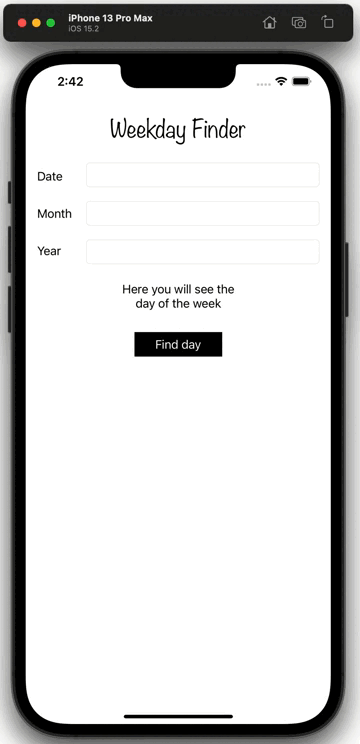 iPhone 13 Pro Max
iOS 15.2
2:42
Weekday Finder
Date
Month
Year
Here you will see the
day of the week
Find day